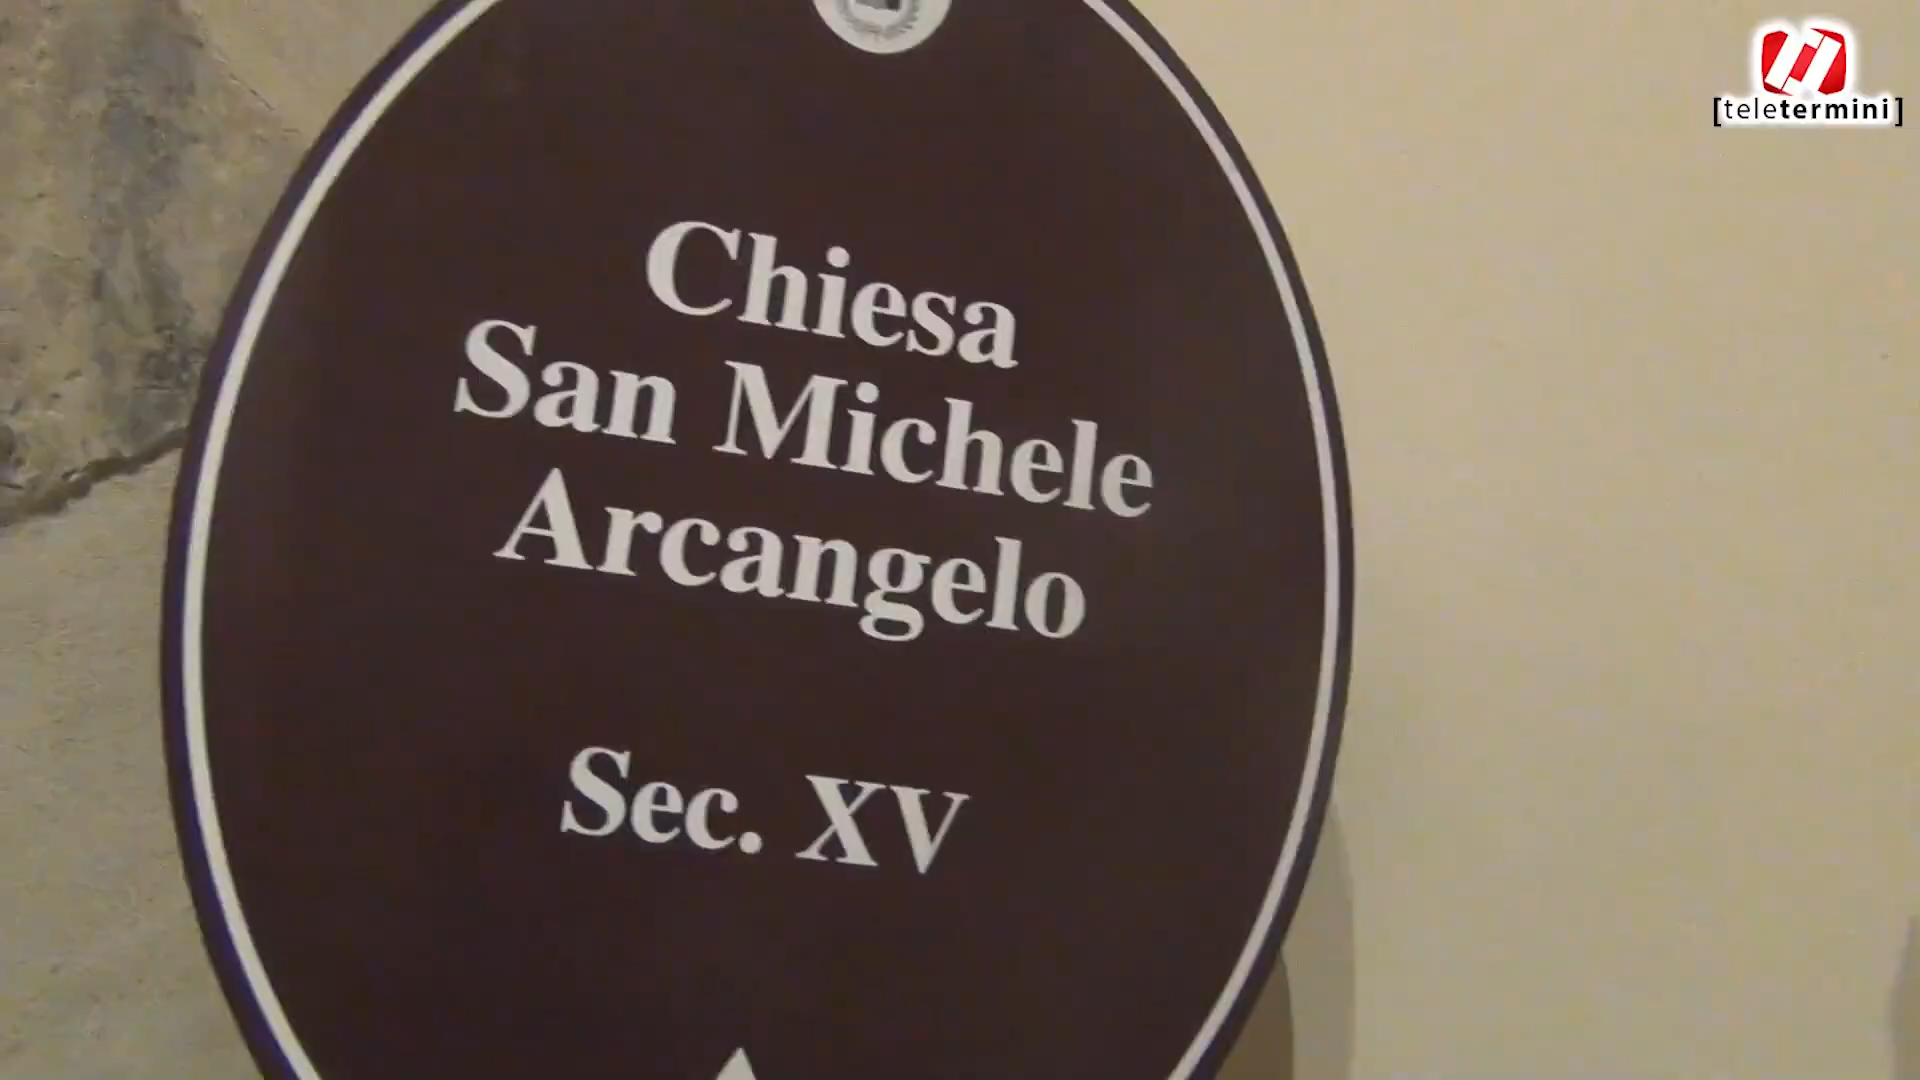 [teletermini]
Chiesa
San Michele
Arcangelo
Sec. XV